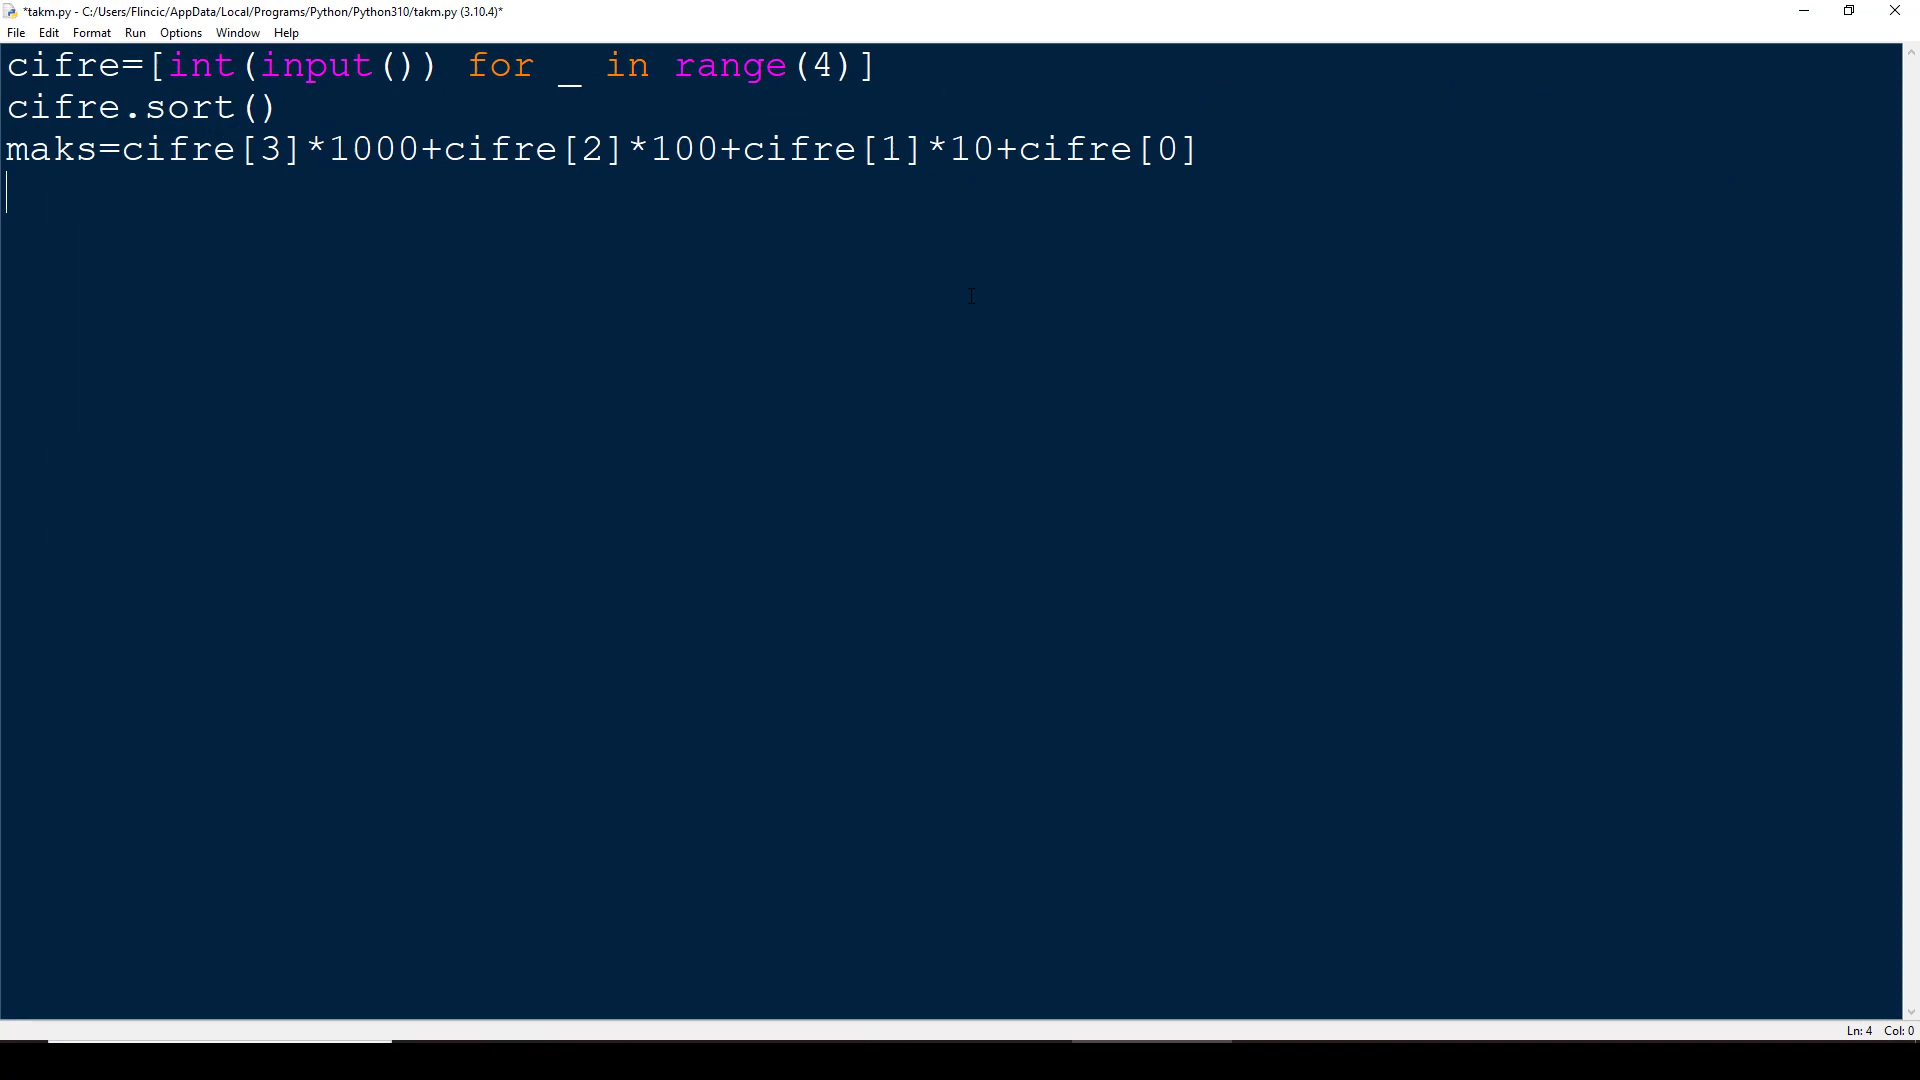 *takm.py - C:/Users/Flincic/AppData/Local/Programs/Python/Python310/takm.py (3.10.4)*
File Edit Format Run Options Window Help
cifre=[int(input()) for _ in range(4)]
cifre.sort()
maks=cifre[3]*1000+cifre[2]*100+cifre[1]*10+cifre[0]
Ln: 4 Col: 0